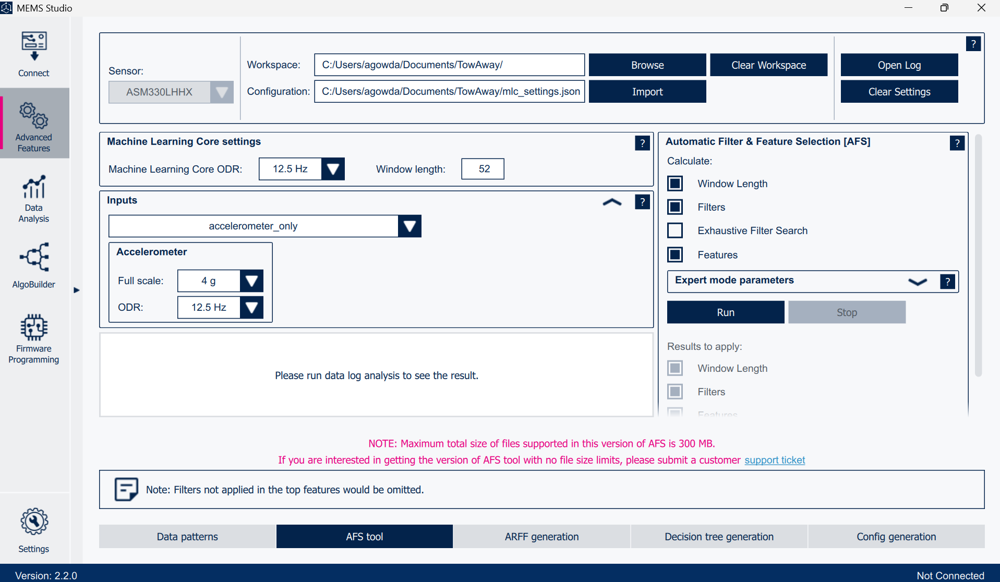 MEMS Studio
Connect
Advanced
Features
Data
Analysis
AlgoBuilder
Firmware
Programming
Settings
Sensor:
ASM330LHHX
Workspace:
C:/Users/agowda/Documents/TowAway/
Browse
Clear Workspace
Configuration:
C:/Users/agowda/Documents/TowAway/mlc_settings.json
Import
?
Open Log
Clear Settings
Machine Learning Core settings
?
Machine Learning Core ODR:
12.5 Hz
Window length:
52
Inputs
?
accelerometer_only
Accelerometer
Full scale:
4 g
ODR:
12.5 Hz
Please run data log analysis to see the result.
Automatic Filter & Feature Selection [AFS]
?
Calculate:
Window Length
Filters
Exhaustive Filter Search
Features
Expert mode parameters
?
Run
Stop
Results to apply:
Window Length
Filters
Features
NOTE: Maximum total size of files supported in this version of AFS is 300 MB.
If you are interested in getting the version of AFS tool with no file size limits, please submit a customer support ticket
Note: Filters not applied in the top features would be omitted.
Data patterns
AFS tool
ARFF generation
Decision tree generation
Config generation
Version: 2.2.0
Not Connected